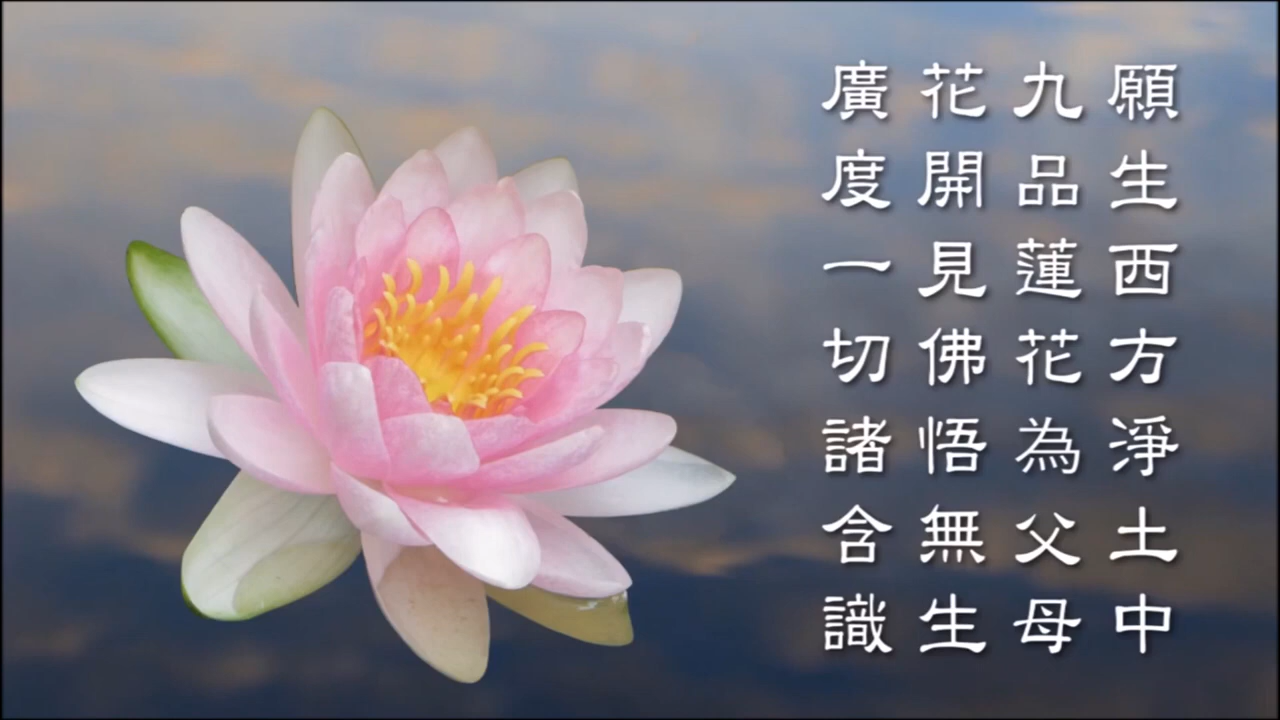 願生西方淨土中
九品蓮花為父母
花開見佛悟無生
廣度一切諸含識